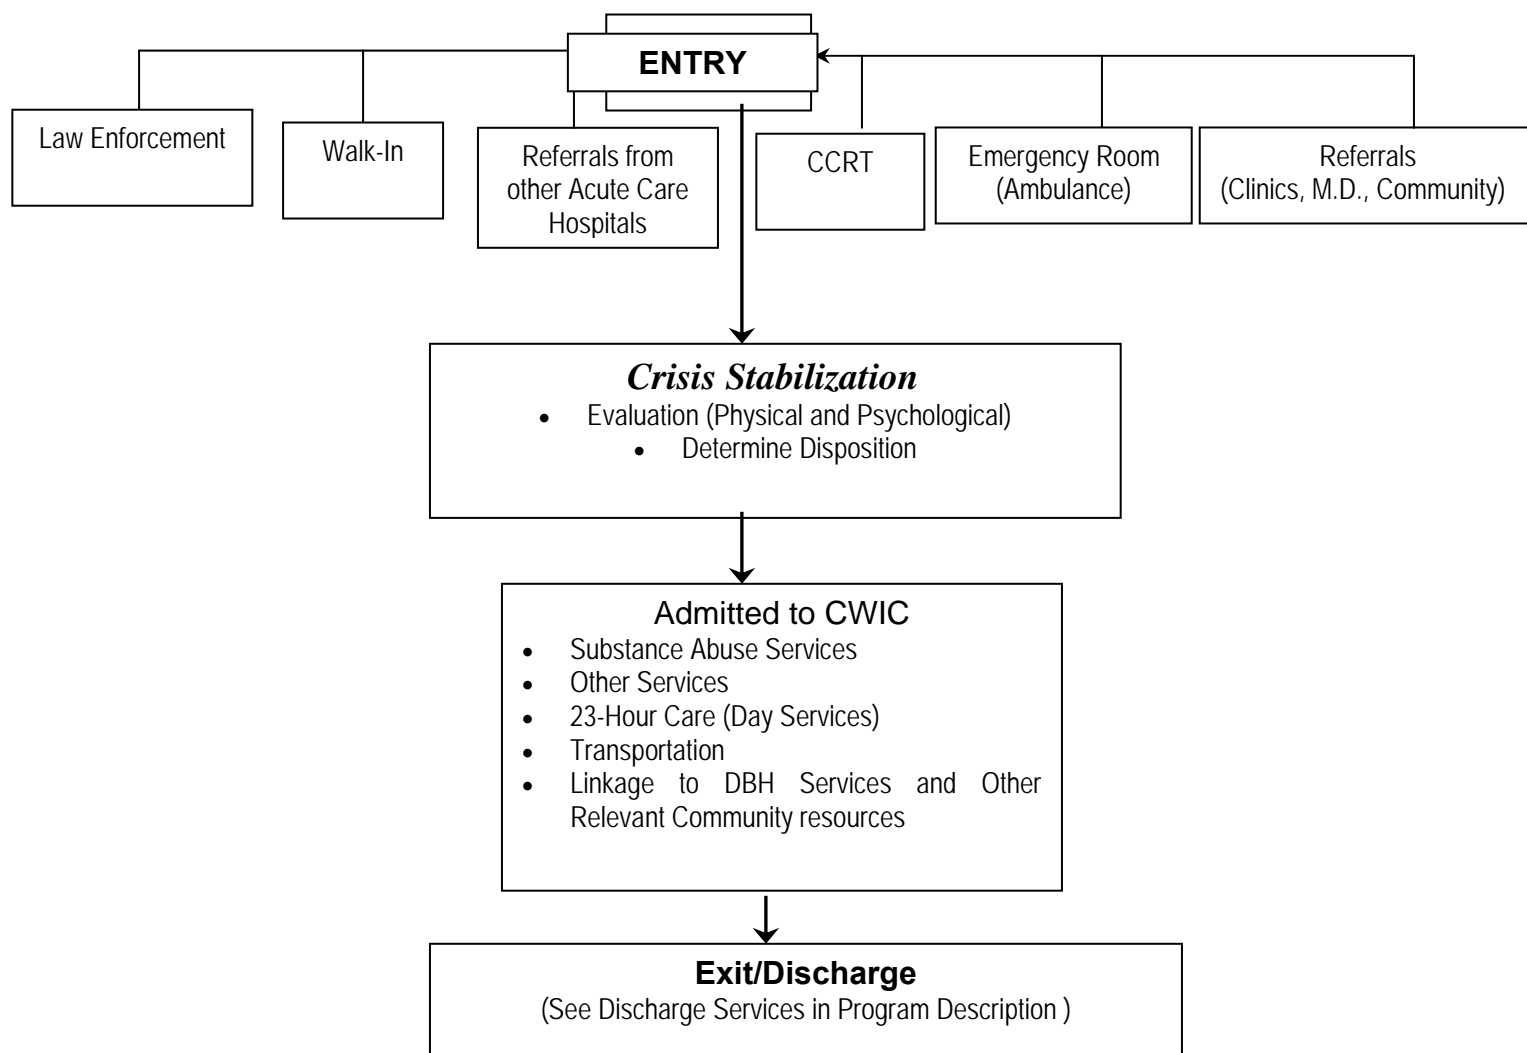 ENTRY
Law Enforcement
Walk-In
Referrals from
other Acute Care
Hospitals
CCRT
Emergency Room
(Ambulance)
Referrals
(Clinics, M.D., Community)
Crisis Stabilization
• Evaluation (Physical and Psychological)
• Determine Disposition
Admitted to CWIC
• Substance Abuse Services
• Other Services
• 23-Hour Care (Day Services)
• Transportation
• Linkage to DBH Services and Other
Relevant Community resources
Exit/Discharge
(See Discharge Services in Program Description )